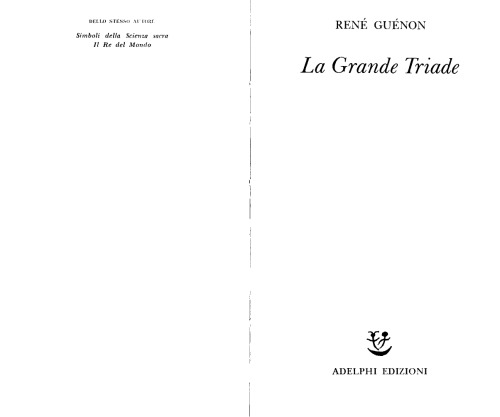 DELLO STESSO AUTORE
Simboli della Scienza sacra
Il Re del Mondo
RENÉ GUÉNON
La Grande Triade
ADELPHI EDIZIONI